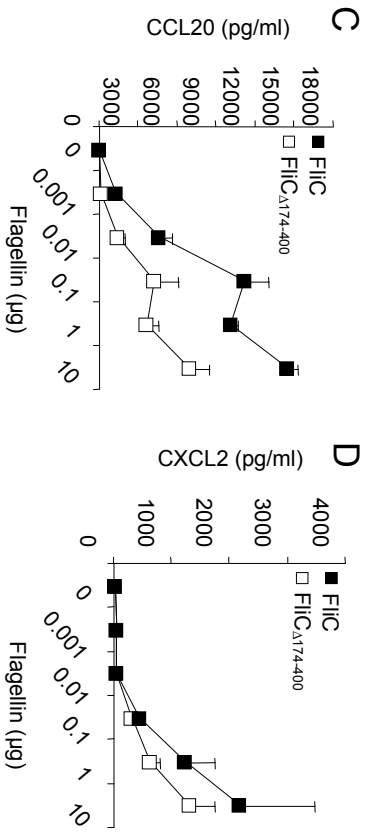 C
CCL20 (pg/ml)
18000
15000
12000
9000
6000
3000
0
FliC
FliCΔ174-400
0 0.001 0.01 0.1 1 10
Flagellin (µg)
D
CXCL2 (pg/ml)
4000
3000
2000
1000
0
FliC
FliCΔ174-400
0 0.001 0.01 0.1 1 10
Flagellin (µg)